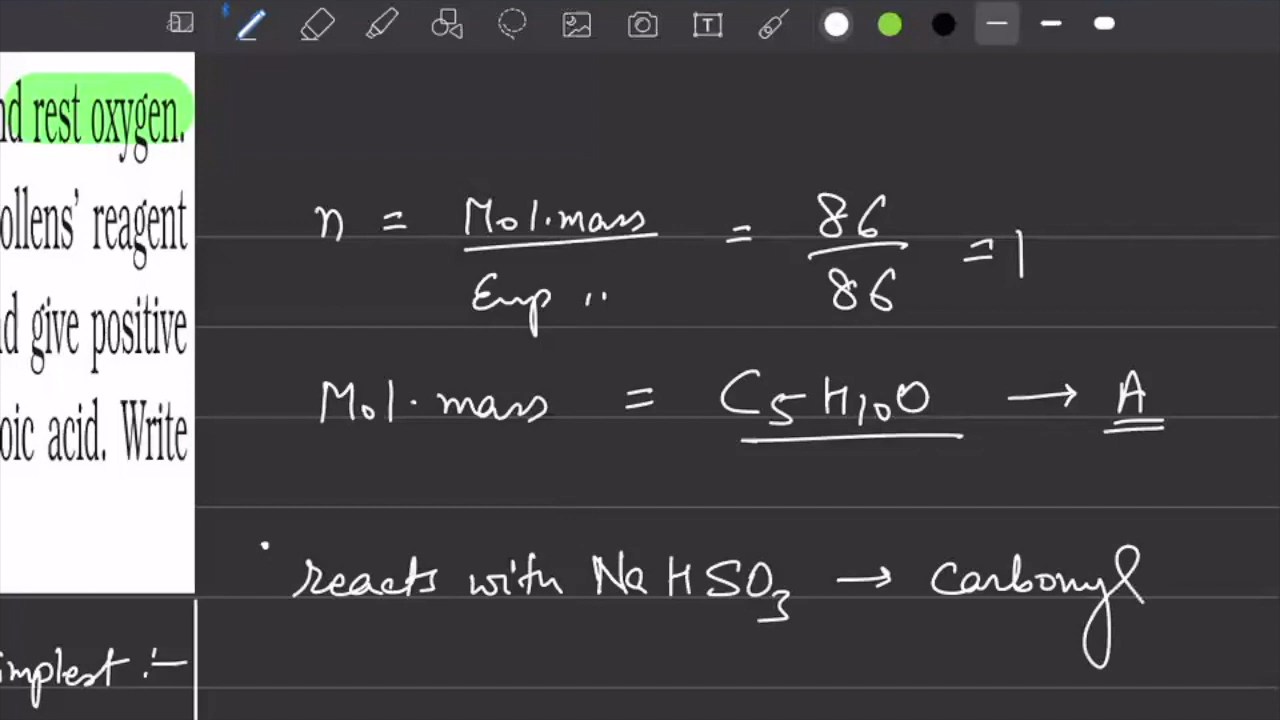 nd rest oxygen.
ollens' reagent
d give positive
oic acid. Write
implest :-
n = Mol. mass / Emp '' = 86 / 86 = 1
Mol. mass = C5H10O → A
reacts with NaHSO3 → carbonyl
T